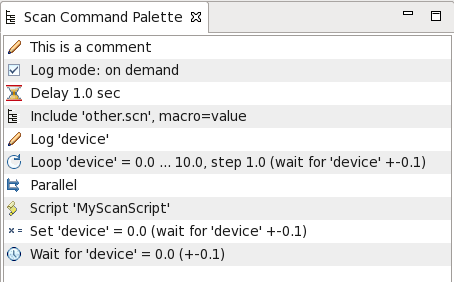 Scan Command Palette
This is a comment
Log mode: on demand
Delay 1.0 sec
Include 'other.scn', macro=value
Log 'device'
Loop 'device' = 0.0 ... 10.0, step 1.0 (wait for 'device' +-0.1)
Parallel
Script 'MyScanScript'
Set 'device' = 0.0 (wait for 'device' +-0.1)
Wait for 'device' = 0.0 (+-0.1)